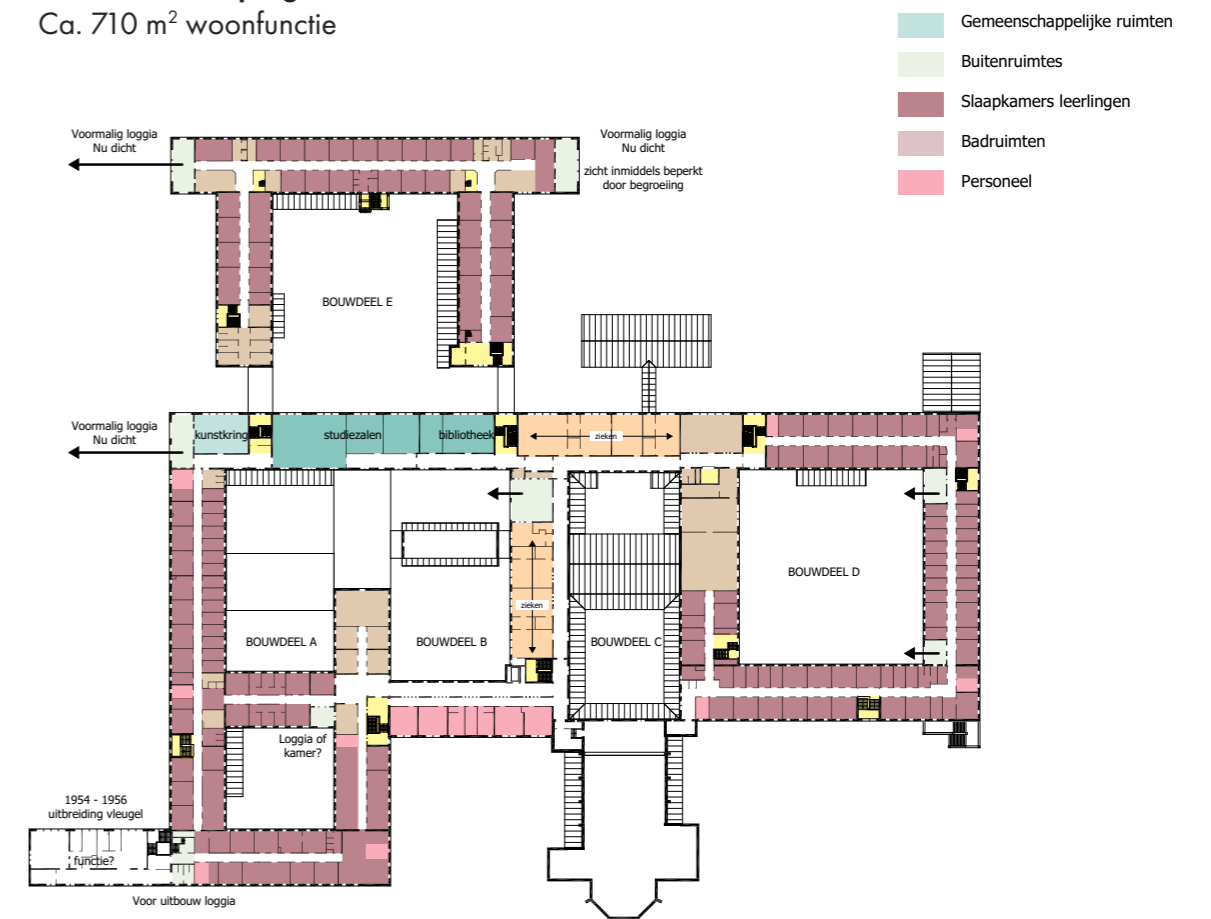 Ca. 710 m² woonfunctie
Gemeenschappelijke ruimten
Buitenruimtes
Slaapkamers leerlingen
Badruimten
Personeel
Voormalig loggia
Nu dicht
Voormalig loggia
Nu dicht
zicht inmiddels beperkt
door begroeiing
BOUWDEEL E
Voormalig loggia
Nu dicht
kunstkring
studiezalen
bibliotheek
zieken
BOUWDEEL D
zieken
BOUWDEEL A
BOUWDEEL B
BOUWDEEL C
Loggia of
kamer?
1954 - 1956
uitbreiding vleugel
functie?
Voor uitbouw loggia